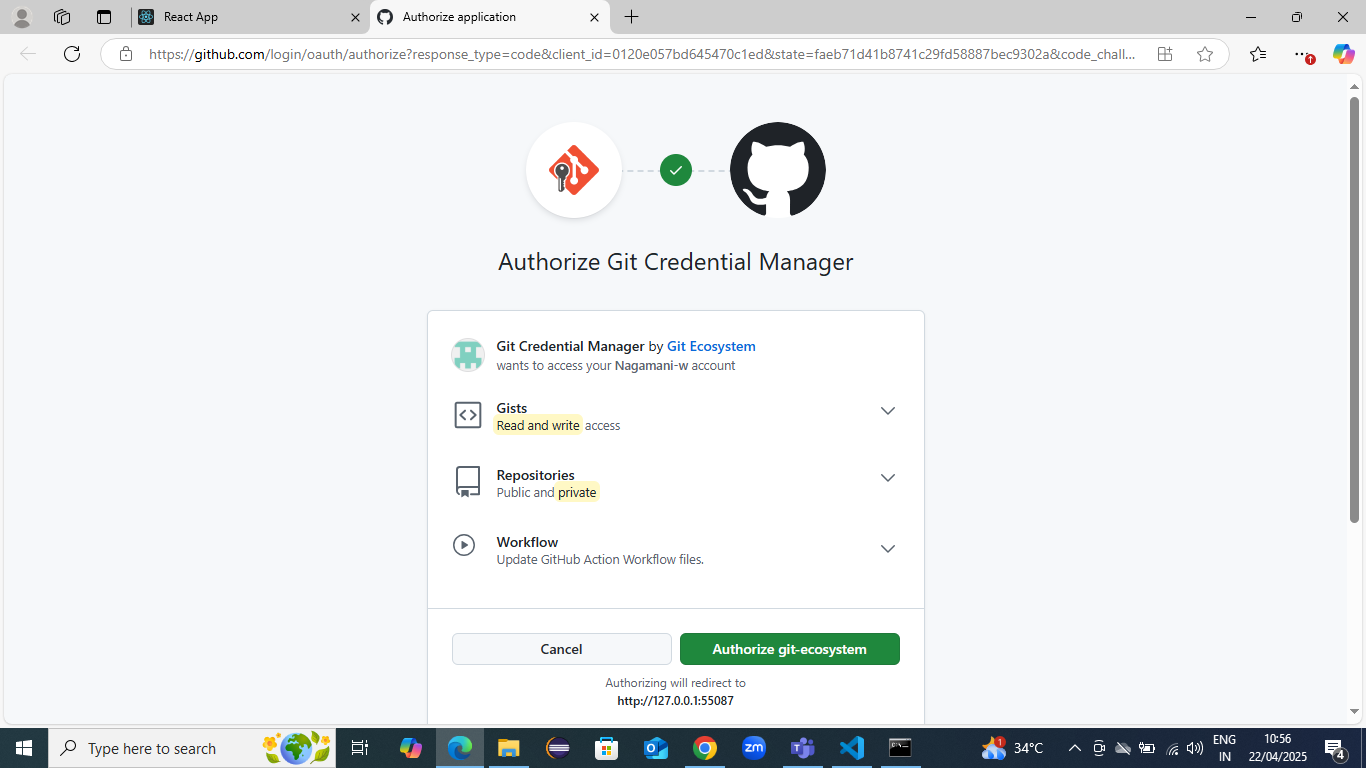 React App
Authorize application
https://github.com/login/oauth/authorize?response_type=code&client_id=0120e057bd645470c1ed&state=faeb71d41b8741c29fd58887bec9302a&code_chall...
Authorize Git Credential Manager
Git Credential Manager by Git Ecosystem
wants to access your Nagamani-w account
Gists
Read and write access
Repositories
Public and private
Workflow
Update GitHub Action Workflow files.
Cancel
Authorize git-ecosystem
Authorizing will redirect to
http://127.0.0.1:55087
Type here to search
zm
1
34°C
ENG
IN
10:56
22/04/2025
4